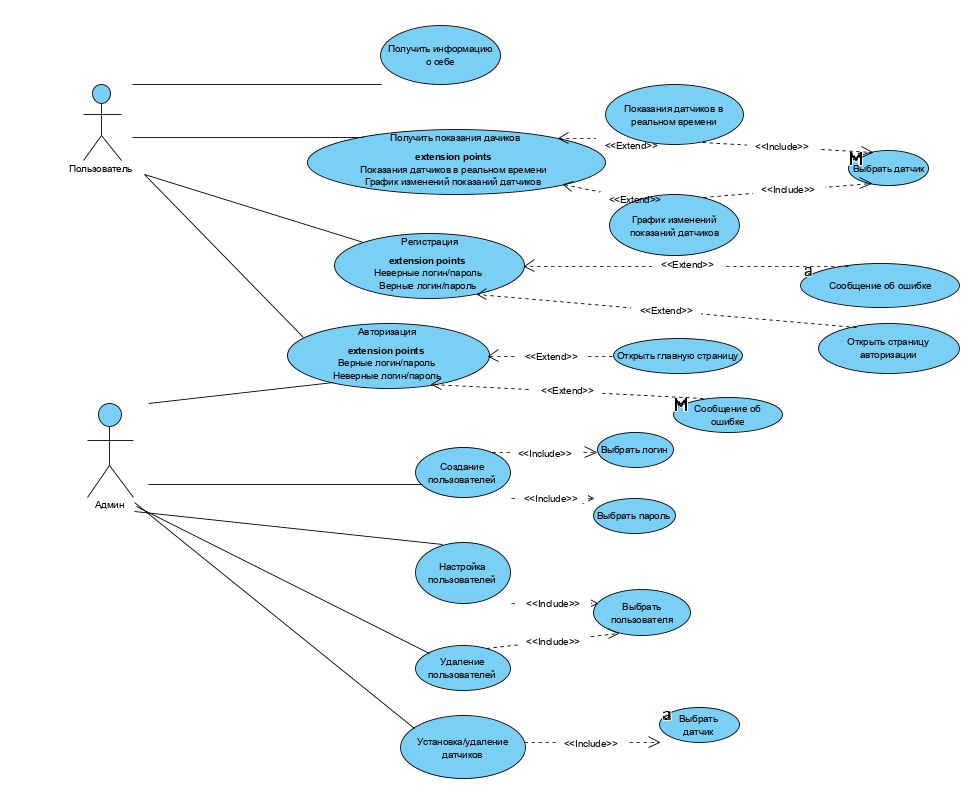 Получить информацию
о себе
Пользователь
Получить показания дачиков
extension points
Показания датчиков в реальном времени
График изменений показаний датчиков
<<Extend>>
<<Extend>>
Показания датчиков в
реальном времени
<<Include>>
М
Выбрать датчик
<<Include>>
График изменений
показаний датчиков
Регистрация
extension points
Неверные логин/пароль
Верные логин/пароль
<<Extend>>
а
Сообщение об ошибке
<<Extend>>
Открыть страницу
авторизации
Авторизация
extension points
Верные логин/пароль
Неверные логин/пароль
<<Extend>>
Открыть главную страницу
<<Extend>>
М
Сообщение об
ошибке
Админ
Создание
пользователей
<<Include>>
Выбрать логин
<<Include>>
Выбрать пароль
Настройка
пользователей
<<Include>>
Выбрать
пользователя
<<Include>>
Удаление
пользователей
Установка/удаление
датчиков
<<Include>>
а
Выбрать
датчик